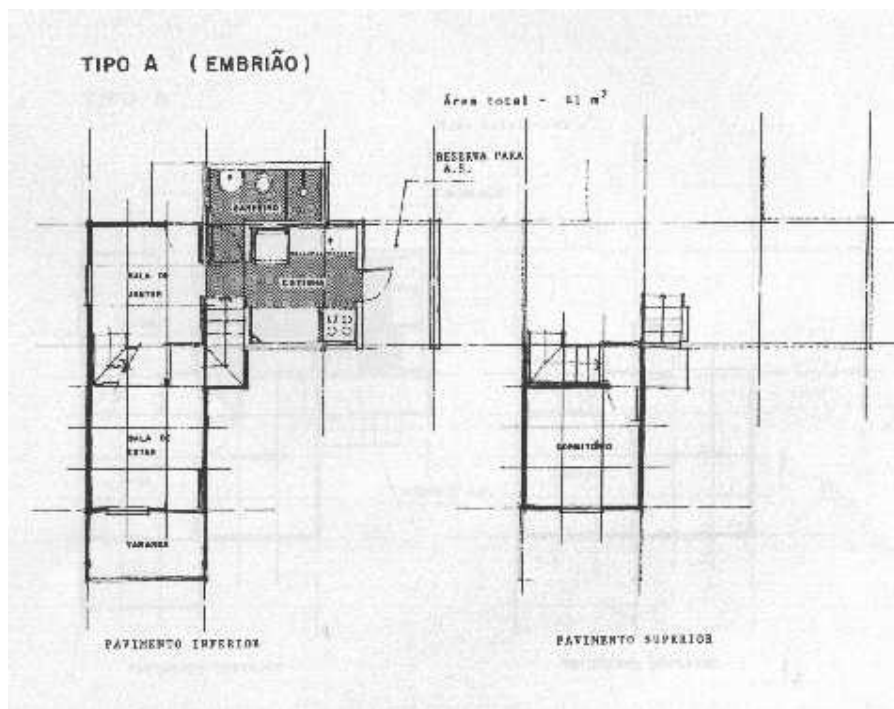 TIPO A (EMBRIÃO)
Área total - 41 m²
RESERVA PARA
A.S.
BANHEIRO
SALA DE
JANTAR
COZINHA
SALA DE
ESTAR
DORMITÓRIO
VARANDA
PAVIMENTO INFERIOR
PAVIMENTO SUPERIOR